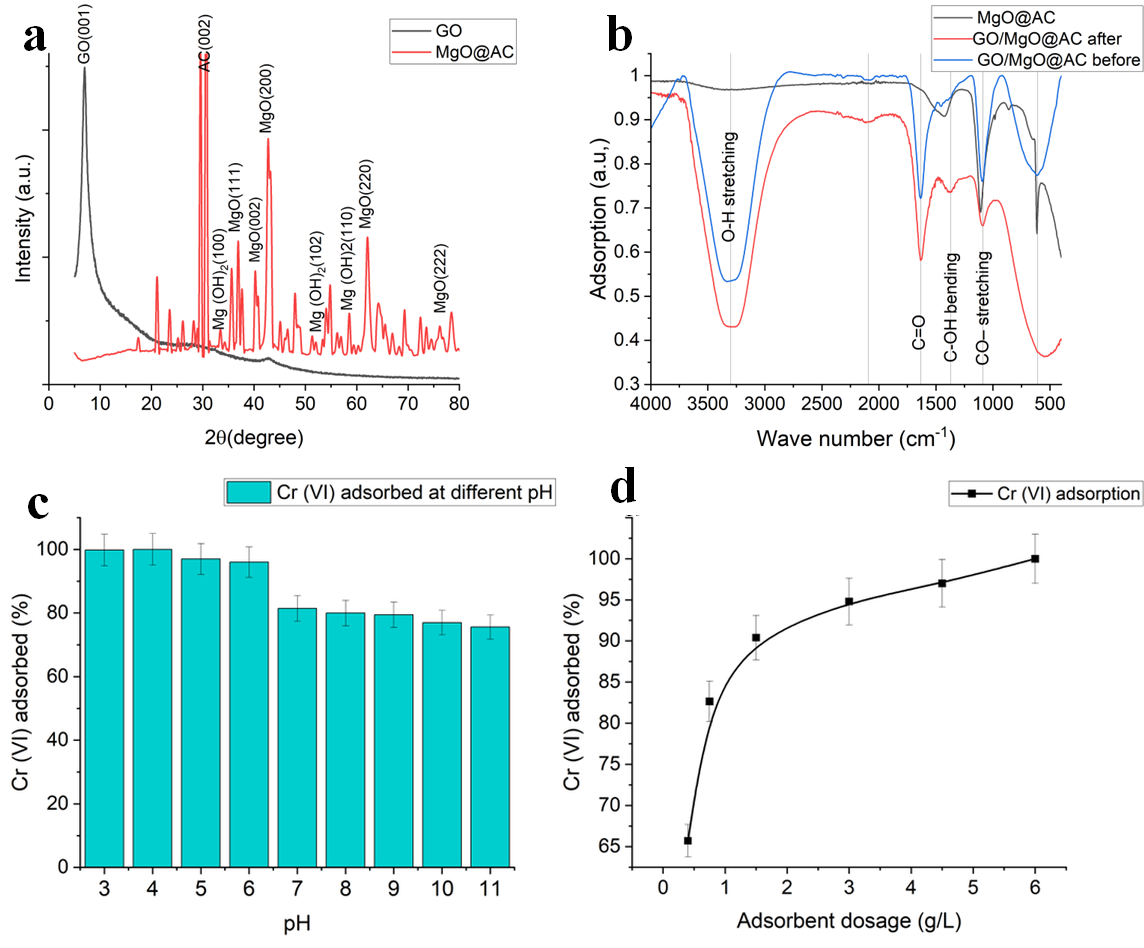 a
GO
MgO@AC
GO(001)
AC(002)
Mg (OH)₂(100)
MgO(111)
MgO(002)
MgO(200)
Mg (OH)₂(102)
Mg (OH)2(110)
MgO(220)
MgO(222)
Intensity (a.u.)
0 10 20 30 40 50 60 70 80
2θ(degree)
b
MgO@AC
GO/MgO@AC after
GO/MgO@AC before
O-H stretching
C=O
C-OH bending
CO– stretching
Adsorption (a.u,)
1
0.9
0.8
0.7
0.6
0.5
0.4
0.3
4000 3500 3000 2500 2000 1500 1000 500
Wave number (cm⁻¹)
c
Cr (VI) adsorbed at different pH
Cr (VI) adsorbed (%)
100
80
60
40
20
0
3 4 5 6 7 8 9 10 11
pH
d
Cr (VI) adsorption
Cr (VI) adsorbed (%)
100
95
90
85
80
75
70
65
0 1 2 3 4 5 6
Adsorbent dosage (g/L)